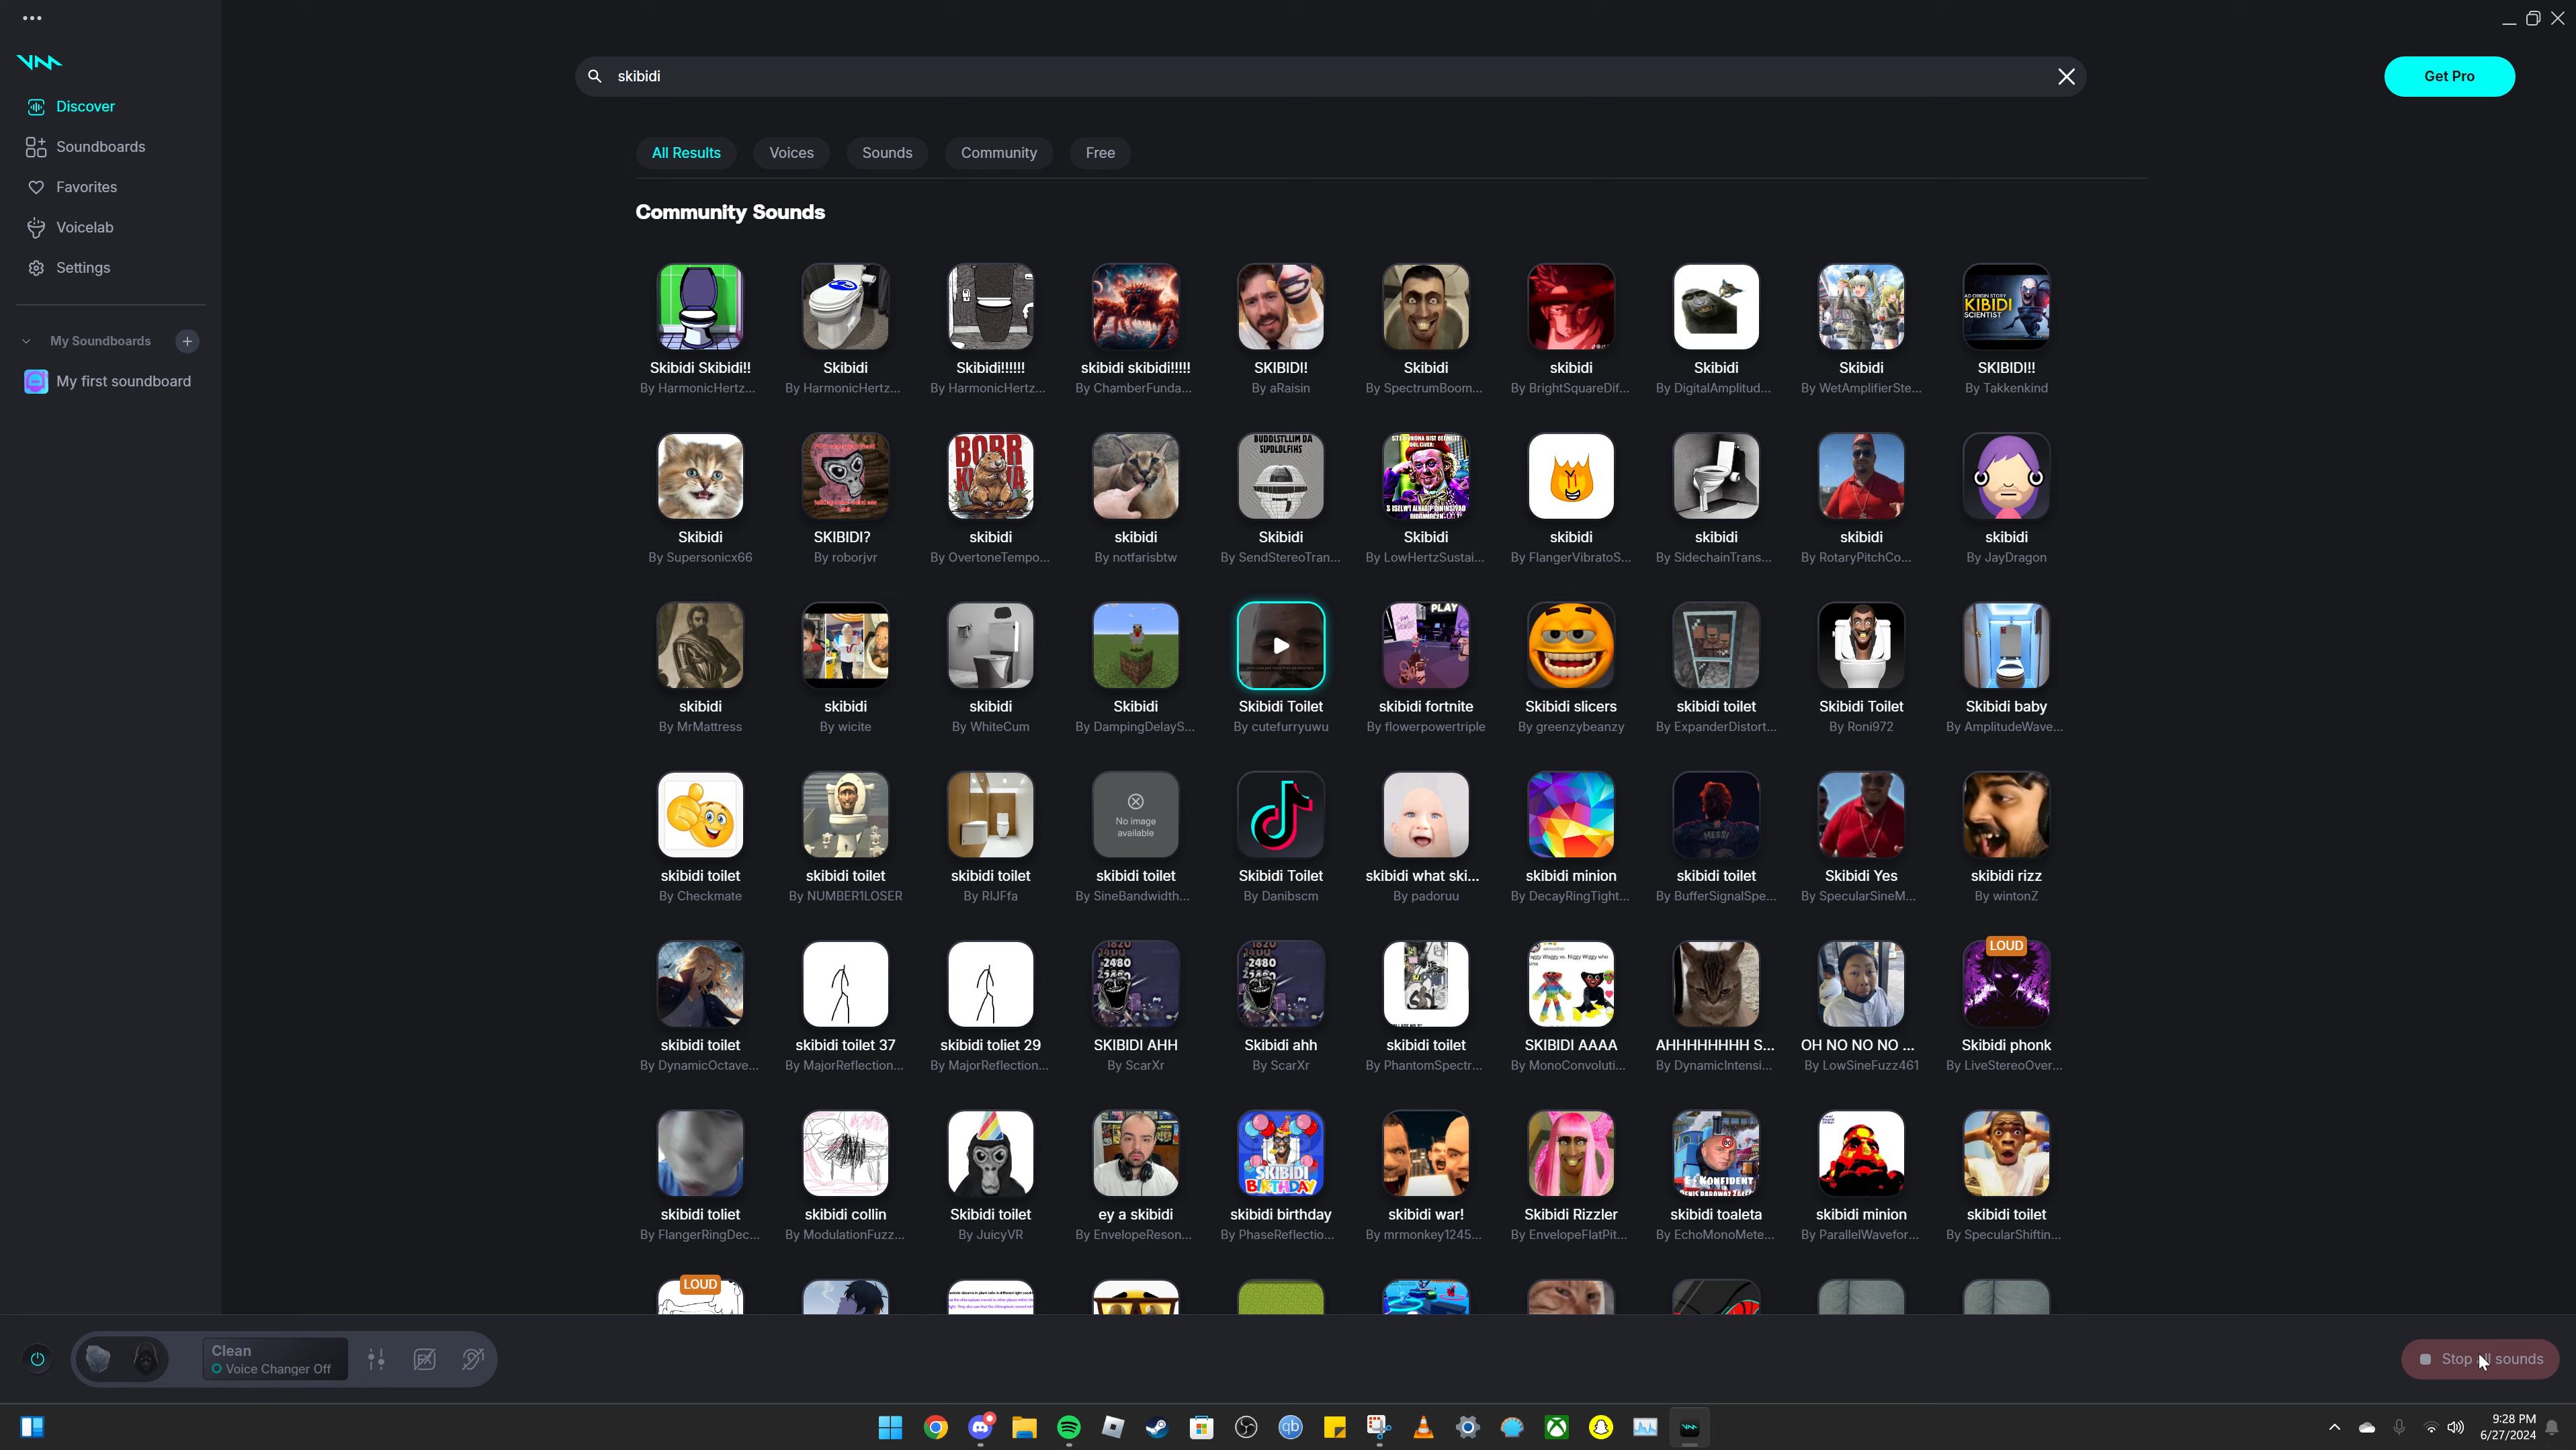 skibidi
Get Pro
Discover
Soundboards
Favorites
Voicelab
Settings
My Soundboards
My first soundboard
All Results Voices Sounds Community Free
Community Sounds
Skibidi Skibidi!! Skibidi Skibidi!!!!!! skibidi skibidi!!!!! SKIBIDI! Skibidi skibidi Skibidi Skibidi SKIBIDI!!
By HarmonicHertz... By HarmonicHertz... By HarmonicHertz... By ChamberFunda... By aRaisin By SpectrumBoom... By BrightSquareDif... By DigitalAmplitud... By WetAmplifierSte... By Takkenkind
Skibidi SKIBIDI? skibidi skibidi Skibidi Skibidi skibidi skibidi skibidi skibidi
By Supersonicx66 By roborjvr By OvertoneTempo... By notfarisbtw By SendStereoTran... By LowHertzSustai... By FlangerVibratoS... By SidechainTrans... By RotaryPitchCo... By JayDragon
PLAY
skibidi skibidi skibidi Skibidi Skibidi Toilet skibidi fortnite Skibidi slicers skibidi toilet Skibidi Toilet Skibidi baby
By MrMattress By wicite By WhiteCum By DampingDelayS... By cutefurryuwu By flowerpowertriple By greenzybeanzy By ExpanderDistort... By Roni972 By AmplitudeWave...
No image
available
MESSI
skibidi toilet skibidi toilet skibidi toilet skibidi toilet Skibidi Toilet skibidi what ski... skibidi minion skibidi toilet Skibidi Yes skibidi rizz
By Checkmate By NUMBER1LOSER By RIJFfa By SineBandwidth... By Danibscm By padoruu By DecayRingTight... By BufferSignalSpe... By SpecularSineM... By wintonZ
LOUD
2480 2480
skibidi toilet skibidi toilet 37 skibidi toliet 29 SKIBIDI AHH Skibidi ahh skibidi toilet SKIBIDI AAAA AHHHHHHHH S... OH NO NO NO ... Skibidi phonk
By DynamicOctave... By MajorReflection... By MajorReflection... By ScarXr By ScarXr By PhantomSpectr... By MonoConvoluti... By DynamicIntensi... By LowSineFuzz461 By LiveStereoOver...
SKIBIDI
BIRTHDAY
KONFIDENT
skibidi toliet skibidi collin Skibidi toilet ey a skibidi skibidi birthday skibidi war! Skibidi Rizzler skibidi toaleta skibidi minion skibidi toilet
By FlangerRingDec... By ModulationFuzz... By JuicyVR By EnvelopeReson... By PhaseReflectio... By mrmonkey1245... By EnvelopeFlatPit... By EchoMonoMete... By ParallelWavefor... By SpecularShiftin...
LOUD
Clean
Voice Changer Off
Stop all sounds
9:28 PM
6/27/2024